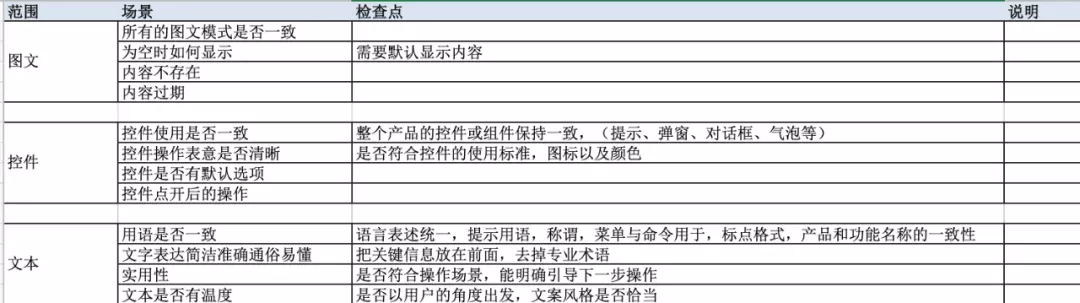 范围 场景 检查点 说明
所有的图文模式是否一致
为空时如何显示 需要默认显示内容
图文
内容不存在
内容过期
控件使用是否一致 整个产品的控件或组件保持一致，（提示、弹窗、对话框、气泡等）
控件操作表意是否清晰 是否符合控件的使用标准，图标以及颜色
控件
控件是否有默认选项
控件点开后的操作
用语是否一致 语言表述统一，提示用语，称谓，菜单与命令用于，标点格式，产品和功能名称的一致性
文字表达简洁准确通俗易懂 把关键信息放在前面，去掉专业术语
文本
实用性 是否符合操作场景，能明确引导下一步操作
文本是否有温度 是否以用户的角度出发，文案风格是否恰当